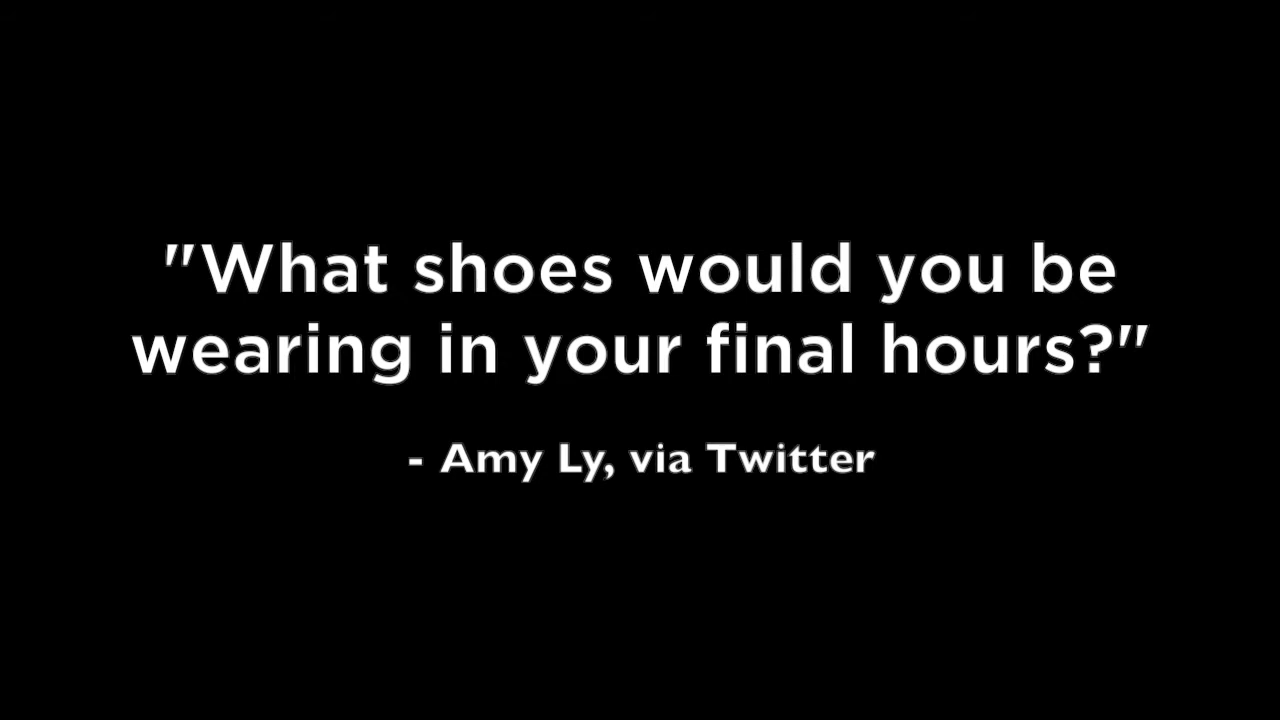 "What shoes would you be
wearing in your final hours?"
- Amy Ly, via Twitter